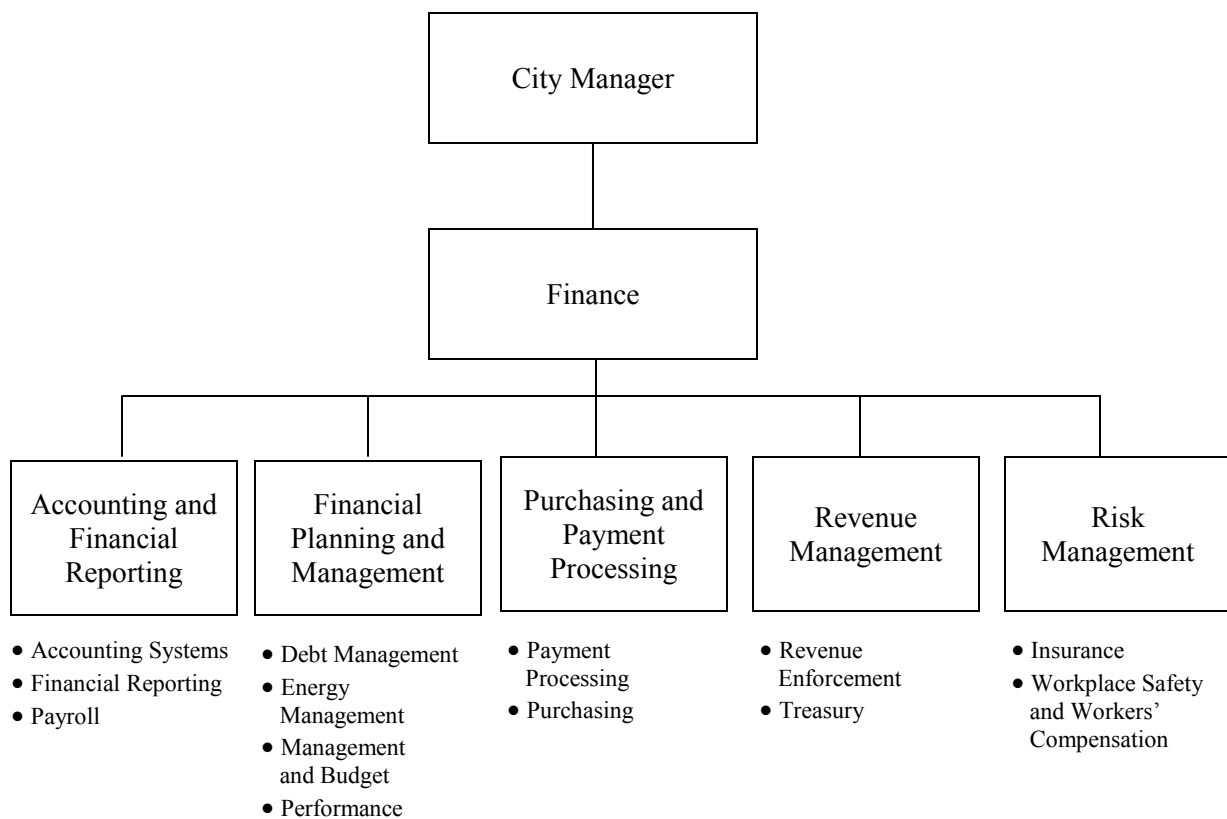 City Manager
Finance
Accounting and
Financial
Reporting
• Accounting Systems
• Financial Reporting
• Payroll
Financial
Planning and
Management
• Debt Management
• Energy
Management
• Management
and Budget
• Performance
Purchasing and
Payment
Processing
• Payment
Processing
• Purchasing
Revenue
Management
• Revenue
Enforcement
• Treasury
Risk
Management
• Insurance
• Workplace Safety
and Workers’
Compensation